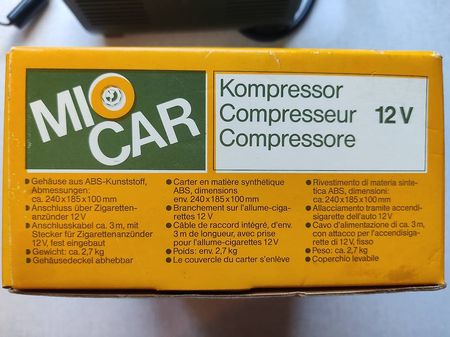 MIO
CAR
Kompressor
Compresseur 12 V
Compressore
• Gehäuse aus ABS-Kunststoff,
Abmessungen:
ca. 240 x 185 x 100 mm
• Anschluss über Zigaretten-
anzünder 12 V
• Anschlusskabel ca. 3 m, mit
Stecker für Zigarettenanzünder
12 V, fest eingebaut
• Gewicht: ca. 2,7 kg
• Gehäusedeckel abhebbar
• Carter en matière synthétique
ABS, dimensions
env. 240 x 185 x 100 mm
• Branchement sur l'allume-ciga-
rettes 12 V
• Câble de raccord intégré, d'env.
3 m de longueur, avec prise
pour l'allume-cigarettes 12 V
• Poids: env. 2,7 kg
• Le couvercle du carter s'enlève
• Rivestimento di materia sinte-
tica ABS, dimensioni:
ca. 240 x 185 x 100 mm
• Allacciamento tramite accendi-
sigarette dell'auto 12 V
• Cavo d'alimentazione di ca. 3 m,
con attacco per l'accendisiga-
rette di 12 V, fisso
• Peso: ca. 2,7 kg
• Coperchio levabile